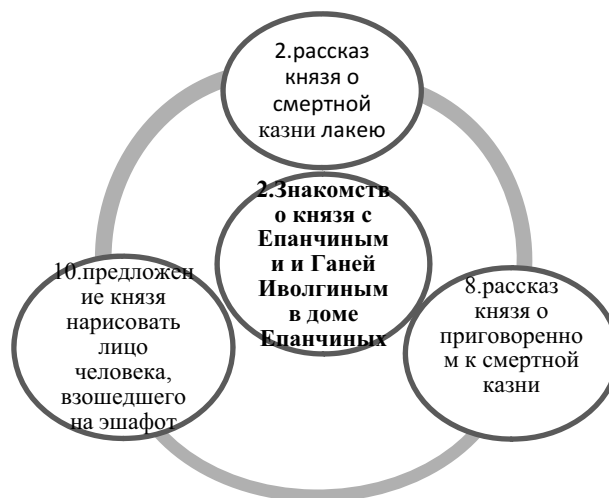 2.рассказ
князя о
смертной
казни лакею
2.Знакомств
о князя с
Епанчиным
и и Ганей
Иволгиным
в доме
Епанчиных
10.предложен
ие князя
нарисовать
лицо
человека,
взошедшего
на эшафот
8.рассказ
князя о
приговоренно
м к смертной
казни